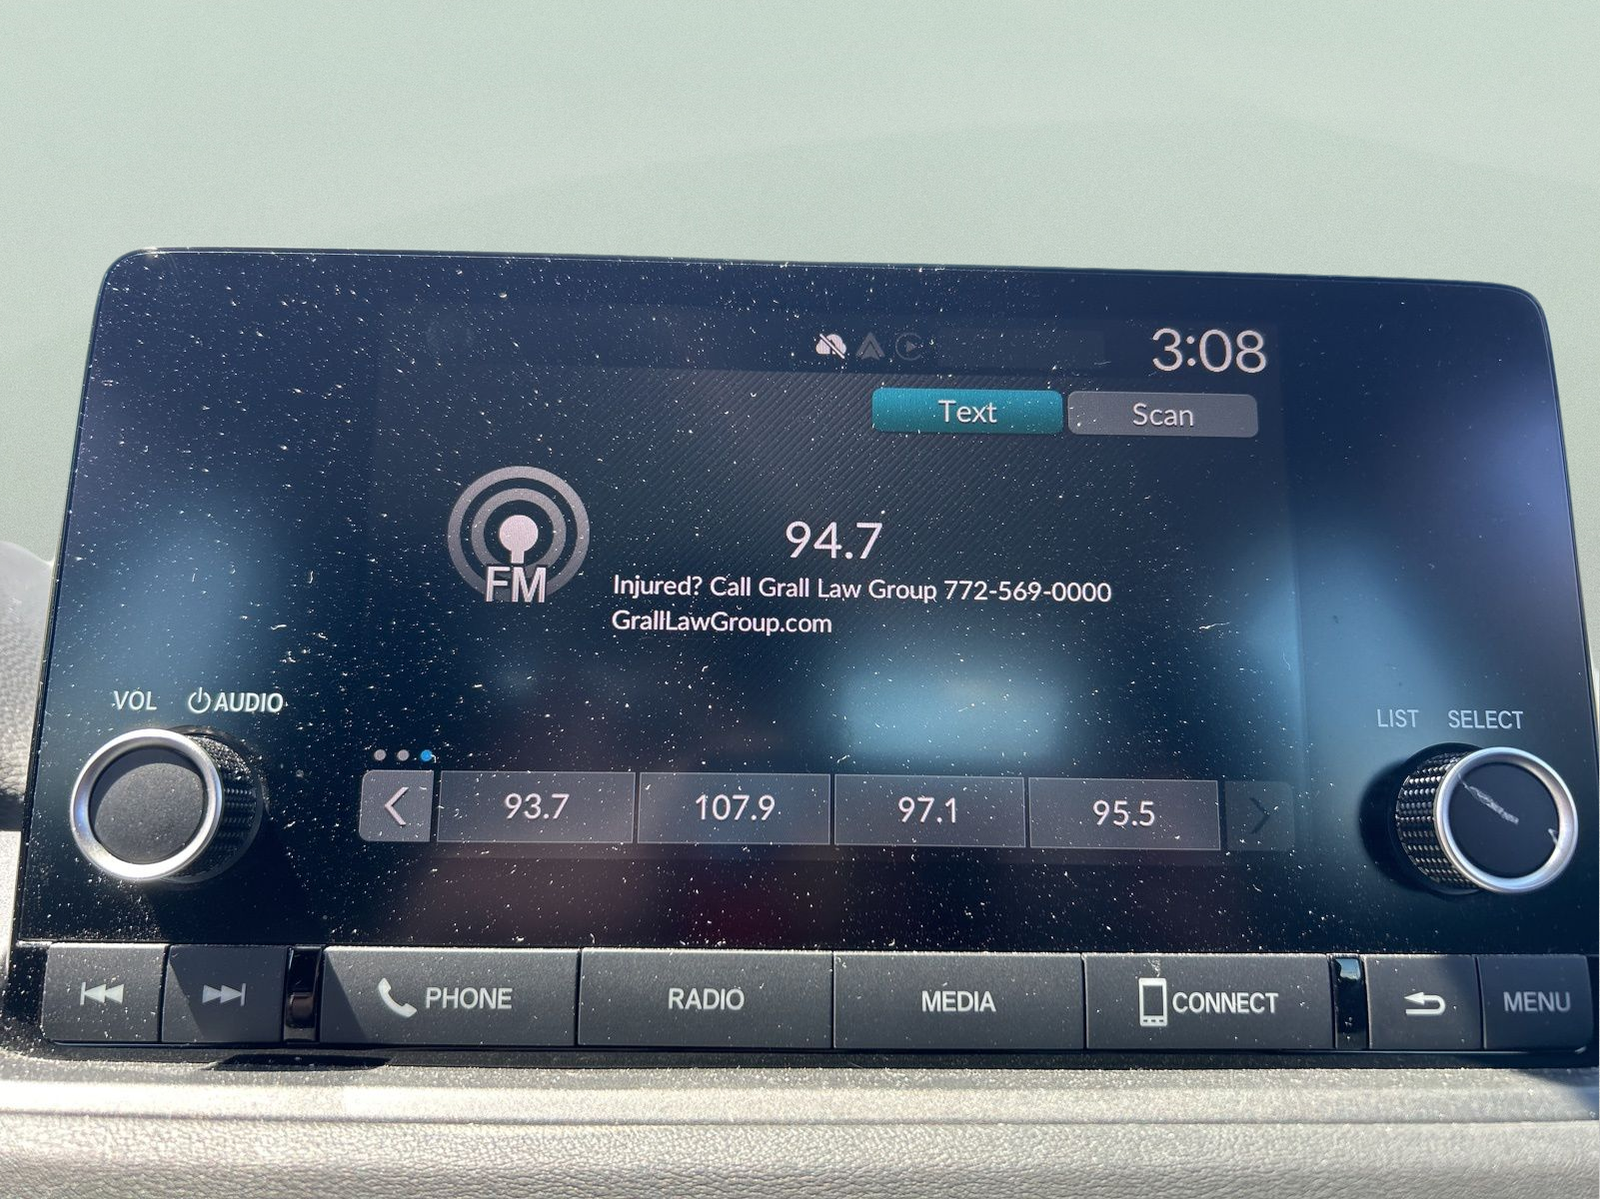 3:08
Text Scan
FM
94.7
Injured? Call Grall Law Group 772-569-0000
GrallLawGroup.com
VOL AUDIO
LIST SELECT
93.7 107.9 97.1 95.5
PHONE RADIO MEDIA CONNECT MENU